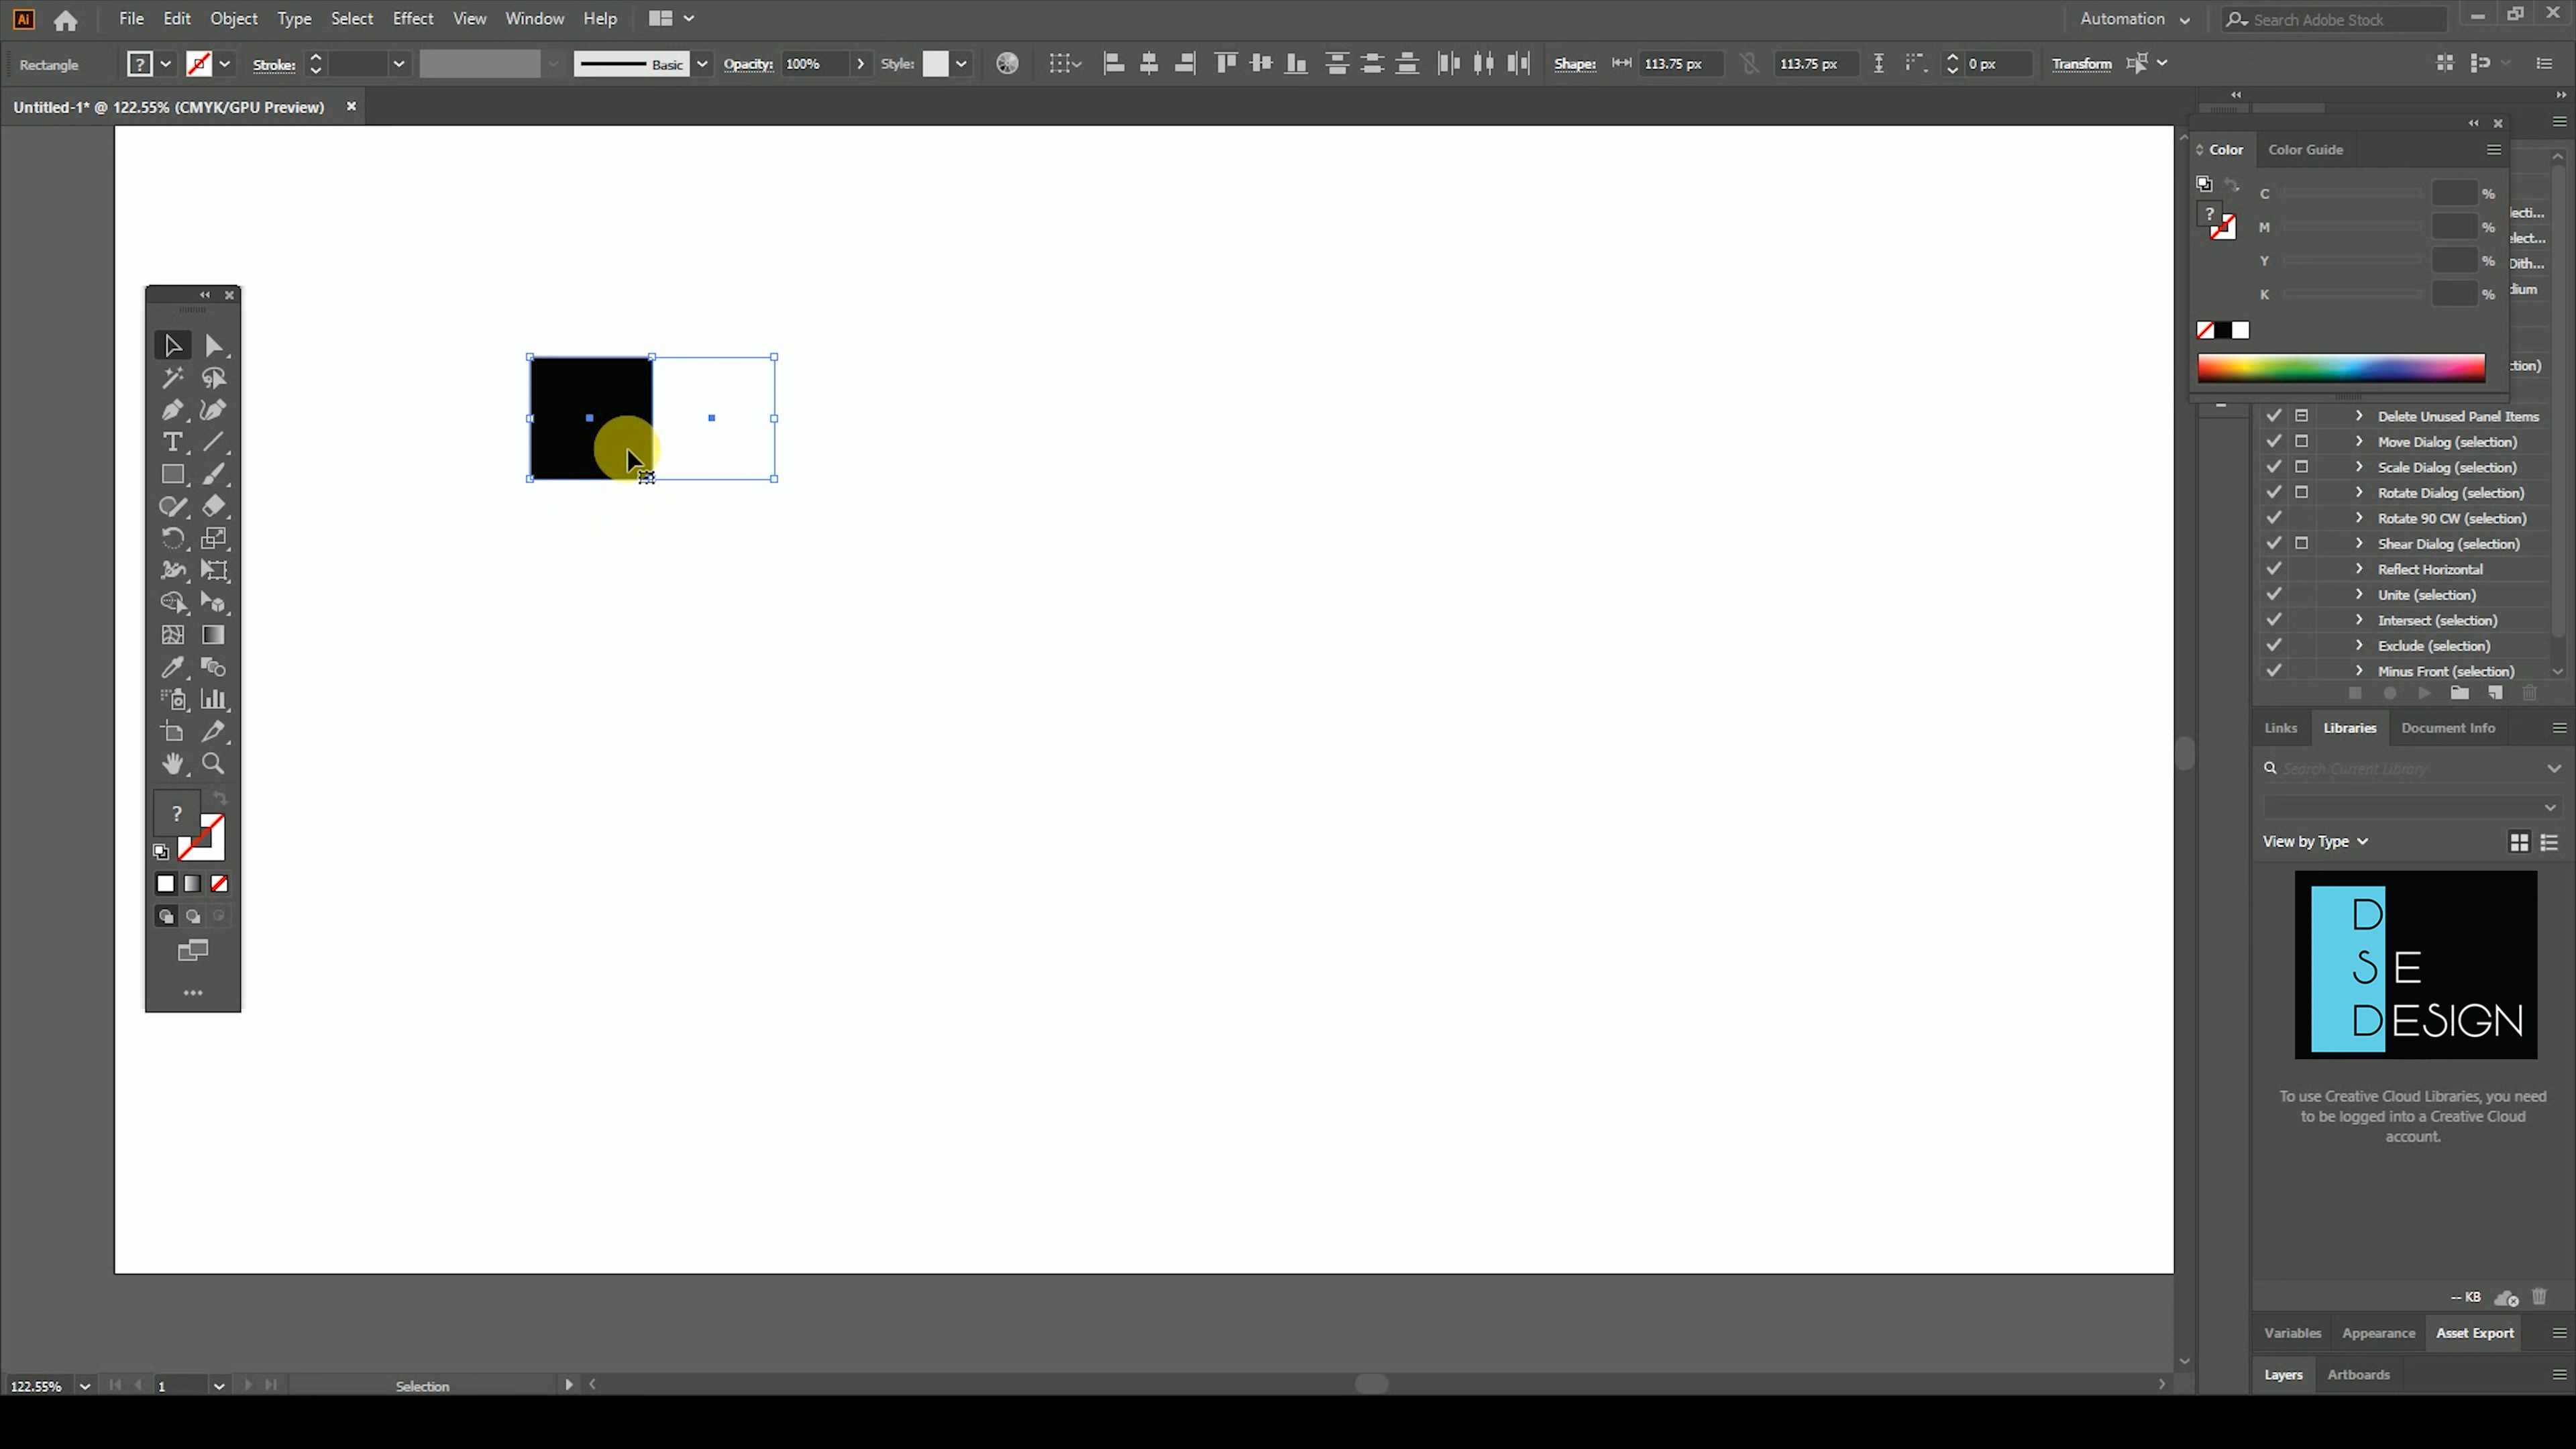 Ai File Edit Object Type Select Effect View Window Help Automation Search Adobe Stock
Rectangle ? Stroke: Basic Opacity: 100% Style: Shape: 113.75 px 113.75 px 0 px Transform
Untitled-1* @ 122.55% (CMYK/GPU Preview)
Color Color Guide
C %
? M %
Y %
K %
lecti...
elect...
Dith...
dium
ction)
Delete Unused Panel Items
Move Dialog (selection)
Scale Dialog (selection)
Rotate Dialog (selection)
Rotate 90 CW (selection)
Shear Dialog (selection)
Reflect Horizontal
Unite (selection)
Intersect (selection)
Exclude (selection)
Minus Front (selection)
Links Libraries Document Info
Search Current Library
?
View by Type
D
S E
DESIGN
To use Creative Cloud Libraries, you need
to be logged into a Creative Cloud
account.
-- KB
Variables Appearance Asset Export
Layers Artboards
122.55% 1 Selection